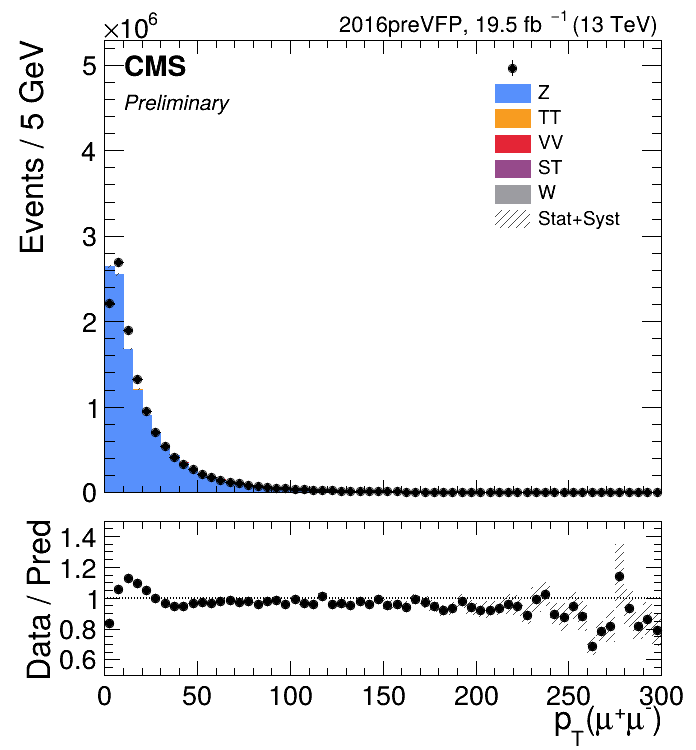 ×10⁶
2016preVFP, 19.5 fb ⁻¹ (13 TeV)
CMS
Preliminary
Z
TT
VV
ST
W
Stat+Syst
Events / 5 GeV
5
4
3
2
1
0
Data / Pred
1.4
1.2
1
0.8
0.6
0 50 100 150 200 250 300
p_T(μ⁺μ⁻)